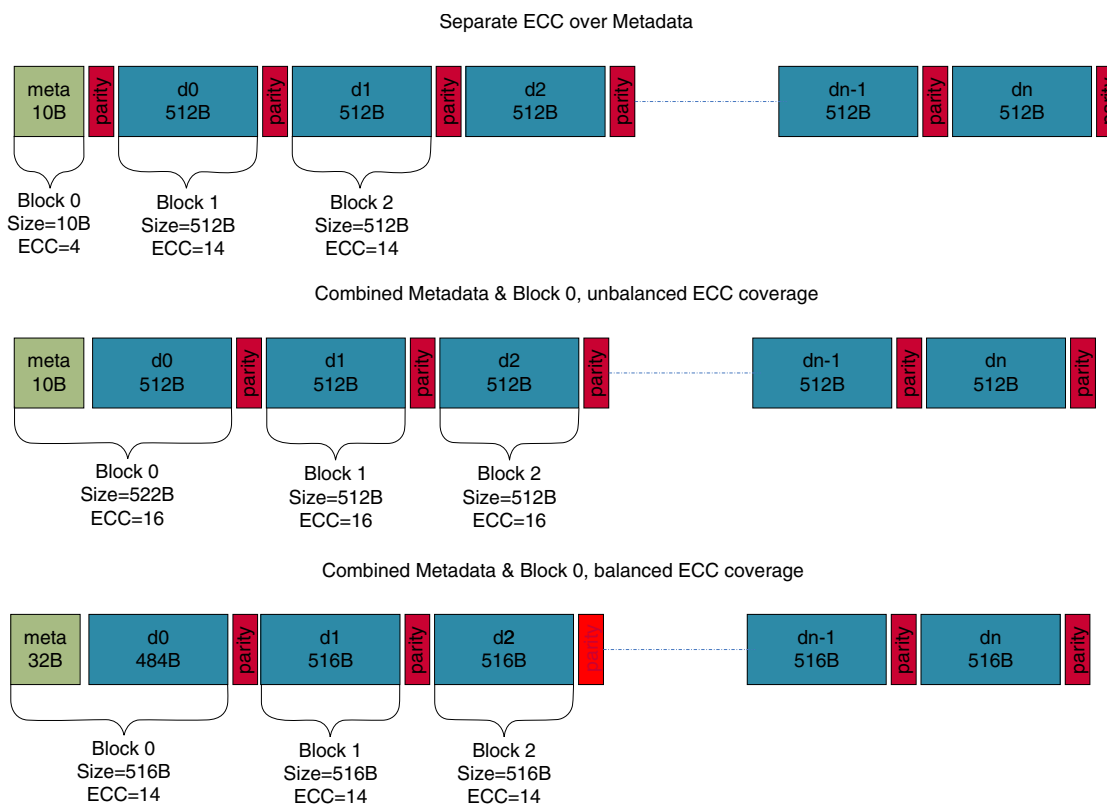 Separate ECC over Metadata
meta
10B
parity
d0
512B
parity
d1
512B
parity
d2
512B
parity
dn-1
512B
parity
dn
512B
parity
Block 0
Size=10B
ECC=4
Block 1
Size=512B
ECC=14
Block 2
Size=512B
ECC=14
Combined Metadata & Block 0, unbalanced ECC coverage
meta
10B
d0
512B
parity
d1
512B
parity
d2
512B
parity
dn-1
512B
parity
dn
512B
parity
Block 0
Size=522B
ECC=16
Block 1
Size=512B
ECC=16
Block 2
Size=512B
ECC=16
Combined Metadata & Block 0, balanced ECC coverage
meta
32B
d0
484B
parity
d1
516B
parity
d2
516B
parity
dn-1
516B
parity
dn
516B
parity
Block 0
Size=516B
ECC=14
Block 1
Size=516B
ECC=14
Block 2
Size=516B
ECC=14